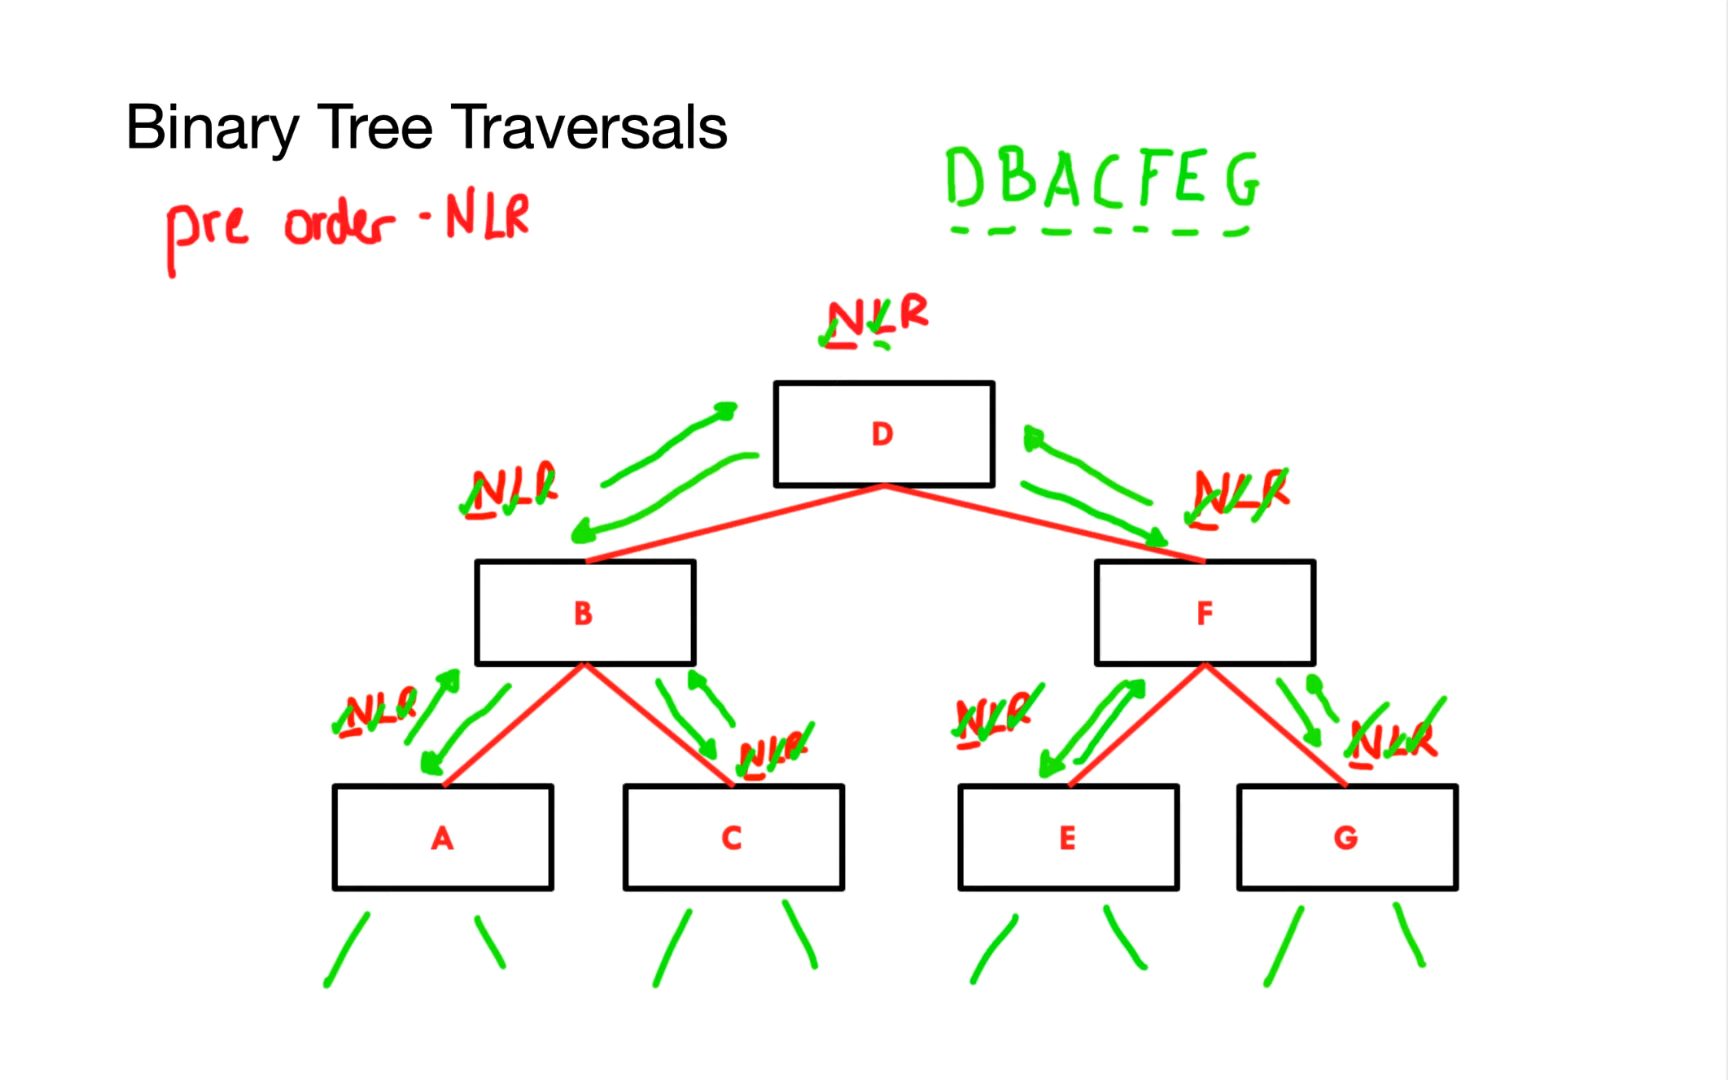 Binary Tree Traversals
DBACFEG
pre order - NLR
NLR
D
NLR
NLR
B
F
NLR
NLR
NLR
NLR
A
C
E
G